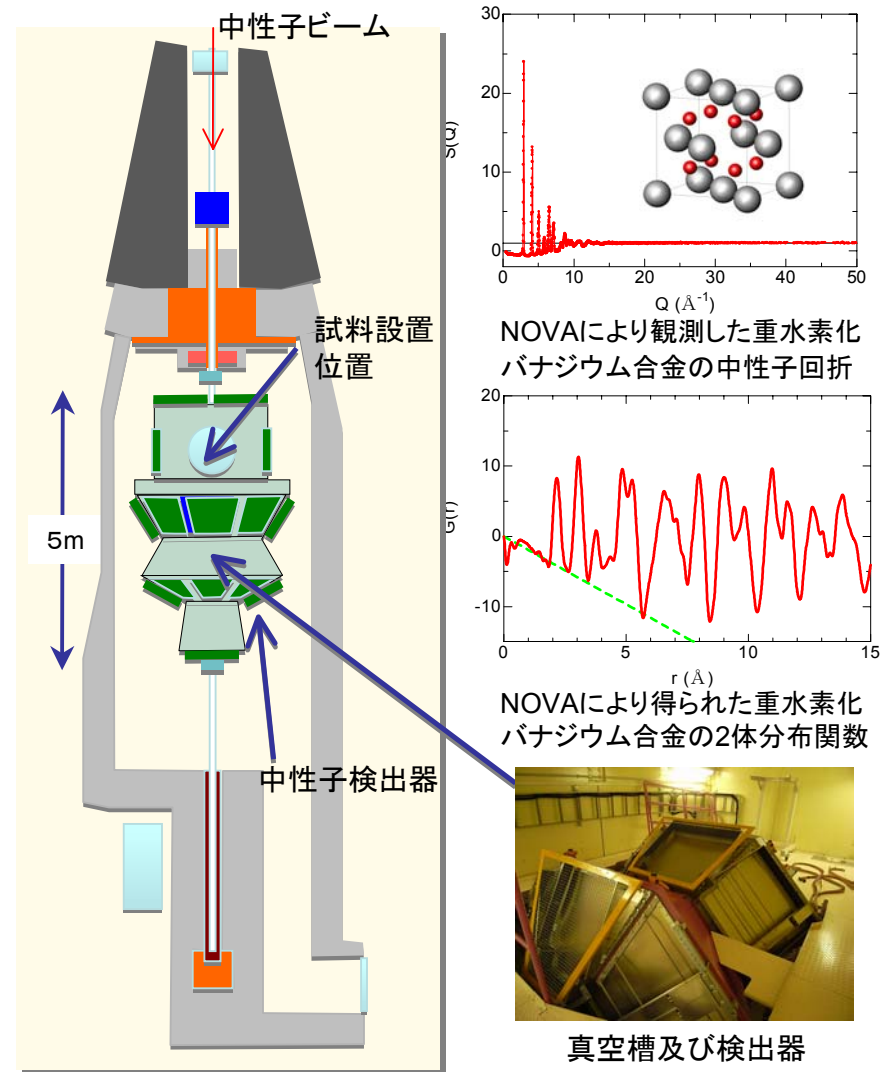 中性子ビーム
試料設置
位置
5m
中性子検出器
30
20
10
0
S(Q)
0
10
20
30
40
50
Q (Å-1)
NOVAにより観測した重水素化
バナジウム合金の中性子回折
20
10
0
-10
G(r)
0
5
10
15
r (Å)
NOVAにより得られた重水素化
バナジウム合金の2体分布関数
真空槽及び検出器